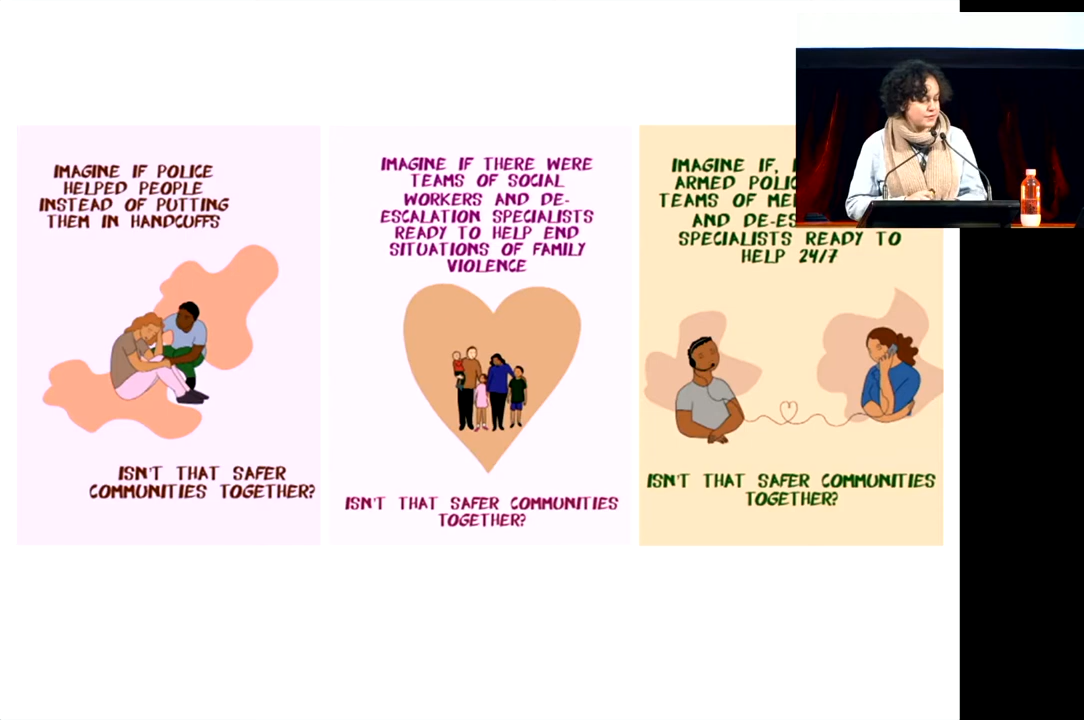 IMAGINE IF POLICE
HELPED PEOPLE
INSTEAD OF PUTTING
THEM IN HANDCUFFS
ISN'T THAT SAFER
COMMUNITIES TOGETHER?
IMAGINE IF THERE WERE
TEAMS OF SOCIAL
WORKERS AND DE-
ESCALATION SPECIALISTS
READY TO HELP END
SITUATIONS OF FAMILY
VIOLENCE
ISN'T THAT SAFER COMMUNITIES
TOGETHER?
IMAGINE IF,
ARMED
TEAMS OF
AND
SPECIALISTS READY TO
HELP 24/7
ISN'T THAT SAFER COMMUNITIES
TOGETHER?